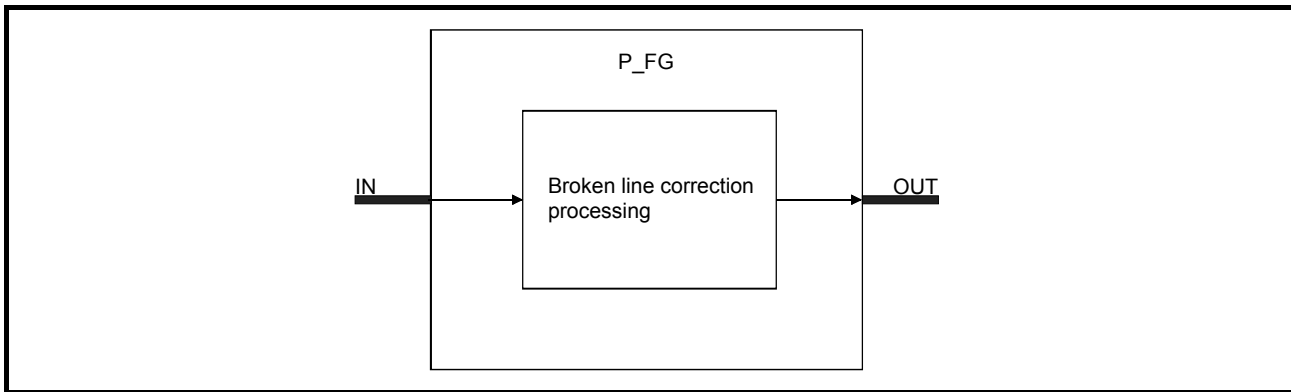 P_FG
IN
Broken line correction
processing
OUT